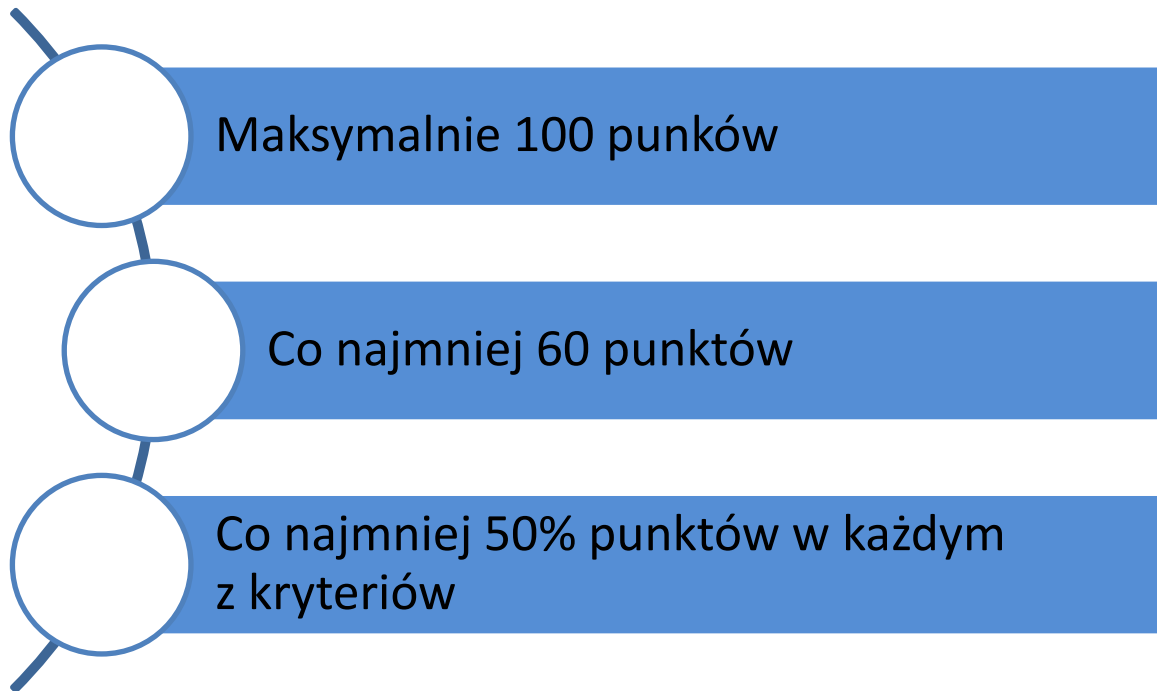 Maksymalnie 100 punków
Co najmniej 60 punktów
Co najmniej 50% punktów w każdym
z kryteriów